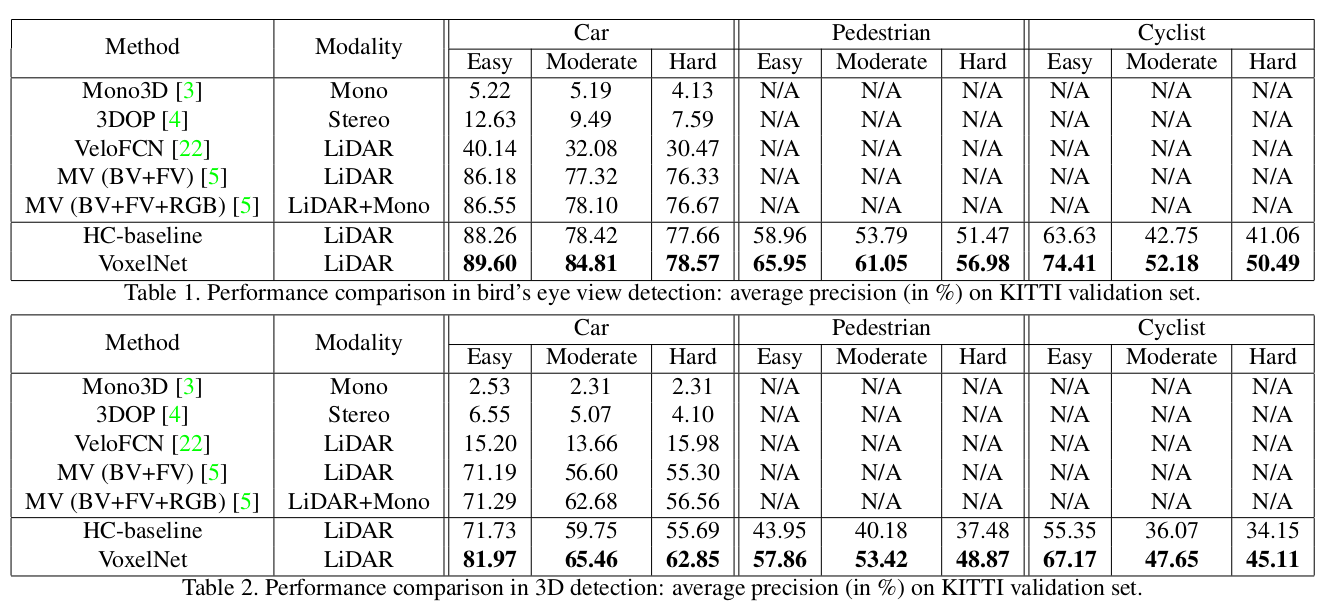 Method Modality Car Pedestrian Cyclist
Easy Moderate Hard Easy Moderate Hard Easy Moderate Hard
Mono3D [3] Mono 5.22 5.19 4.13 N/A N/A N/A N/A N/A N/A
3DOP [4] Stereo 12.63 9.49 7.59 N/A N/A N/A N/A N/A N/A
VeloFCN [22] LiDAR 40.14 32.08 30.47 N/A N/A N/A N/A N/A N/A
MV (BV+FV) [5] LiDAR 86.18 77.32 76.33 N/A N/A N/A N/A N/A N/A
MV (BV+FV+RGB) [5] LiDAR+Mono 86.55 78.10 76.67 N/A N/A N/A N/A N/A N/A
HC-baseline LiDAR 88.26 78.42 77.66 58.96 53.79 51.47 63.63 42.75 41.06
VoxelNet LiDAR 89.60 84.81 78.57 65.95 61.05 56.98 74.41 52.18 50.49
Table 1. Performance comparison in bird's eye view detection: average precision (in %) on KITTI validation set.
Method Modality Car Pedestrian Cyclist
Easy Moderate Hard Easy Moderate Hard Easy Moderate Hard
Mono3D [3] Mono 2.53 2.31 2.31 N/A N/A N/A N/A N/A N/A
3DOP [4] Stereo 6.55 5.07 4.10 N/A N/A N/A N/A N/A N/A
VeloFCN [22] LiDAR 15.20 13.66 15.98 N/A N/A N/A N/A N/A N/A
MV (BV+FV) [5] LiDAR 71.19 56.60 55.30 N/A N/A N/A N/A N/A N/A
MV (BV+FV+RGB) [5] LiDAR+Mono 71.29 62.68 56.56 N/A N/A N/A N/A N/A N/A
HC-baseline LiDAR 71.73 59.75 55.69 43.95 40.18 37.48 55.35 36.07 34.15
VoxelNet LiDAR 81.97 65.46 62.85 57.86 53.42 48.87 67.17 47.65 45.11
Table 2. Performance comparison in 3D detection: average precision (in %) on KITTI validation set.